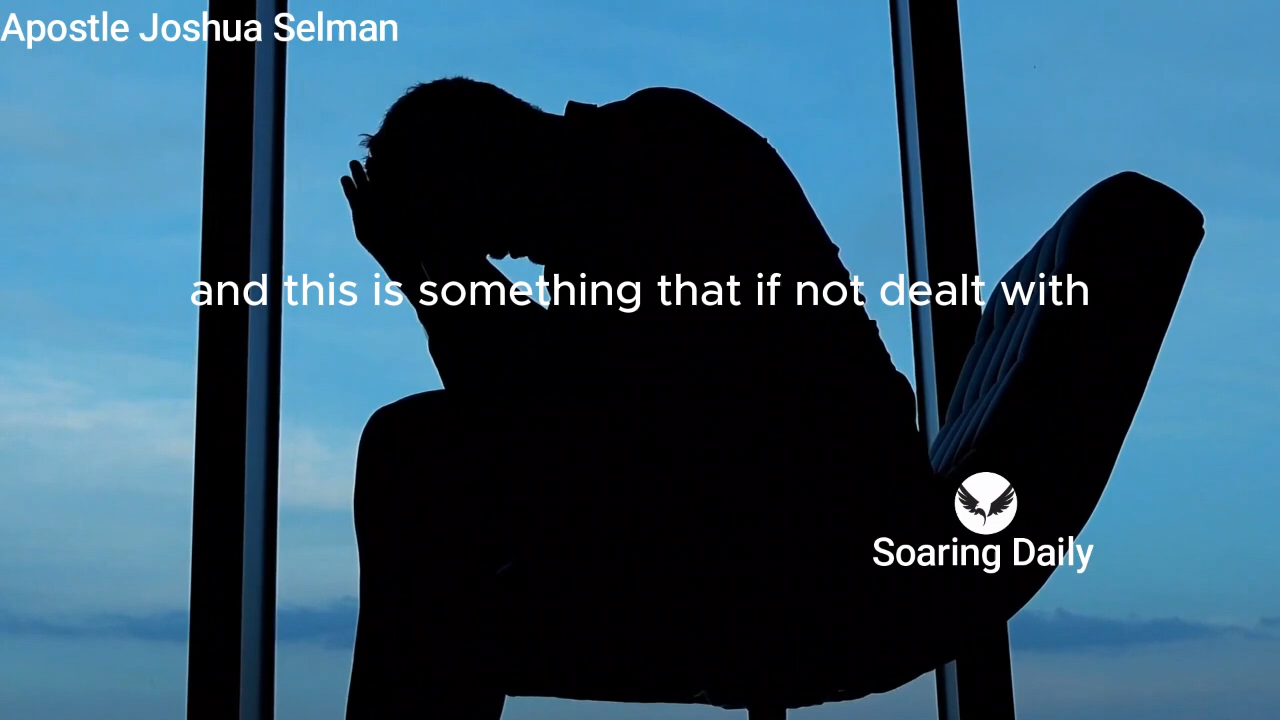 Apostle Joshua Selman
and this is something that if not dealt with
Soaring Daily